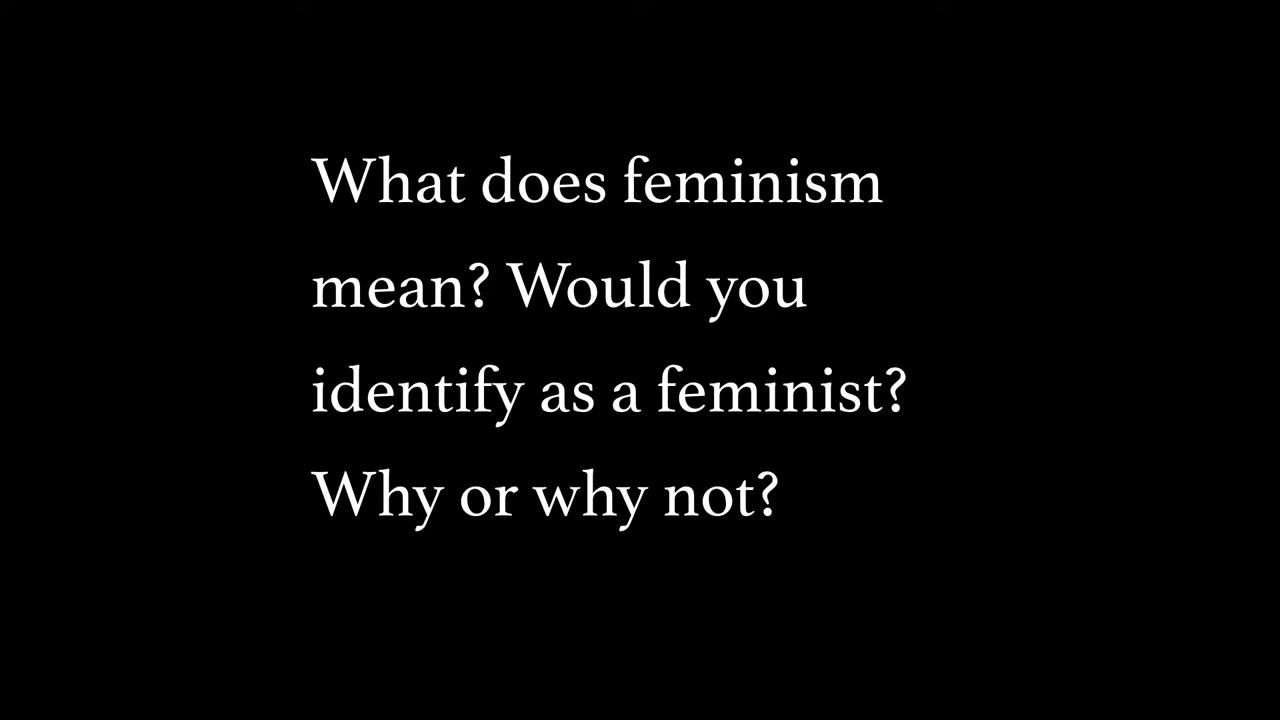 What does feminism
mean? Would you
identify as a feminist?
Why or why not?